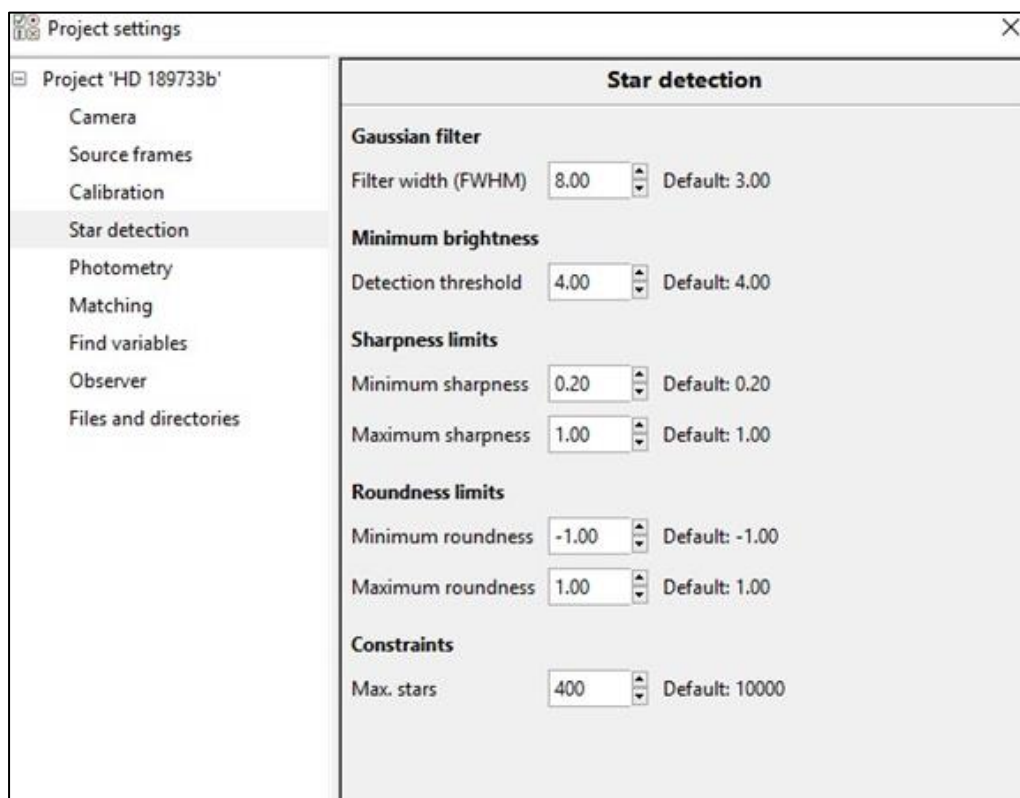 Project settings
Project 'HD 189733b'
Camera
Source frames
Calibration
Star detection
Photometry
Matching
Find variables
Observer
Files and directories
Star detection
Gaussian filter
Filter width (FWHM) 8.00 Default: 3.00
Minimum brightness
Detection threshold 4.00 Default: 4.00
Sharpness limits
Minimum sharpness 0.20 Default: 0.20
Maximum sharpness 1.00 Default: 1.00
Roundness limits
Minimum roundness -1.00 Default: -1.00
Maximum roundness 1.00 Default: 1.00
Constraints
Max. stars 400 Default: 10000